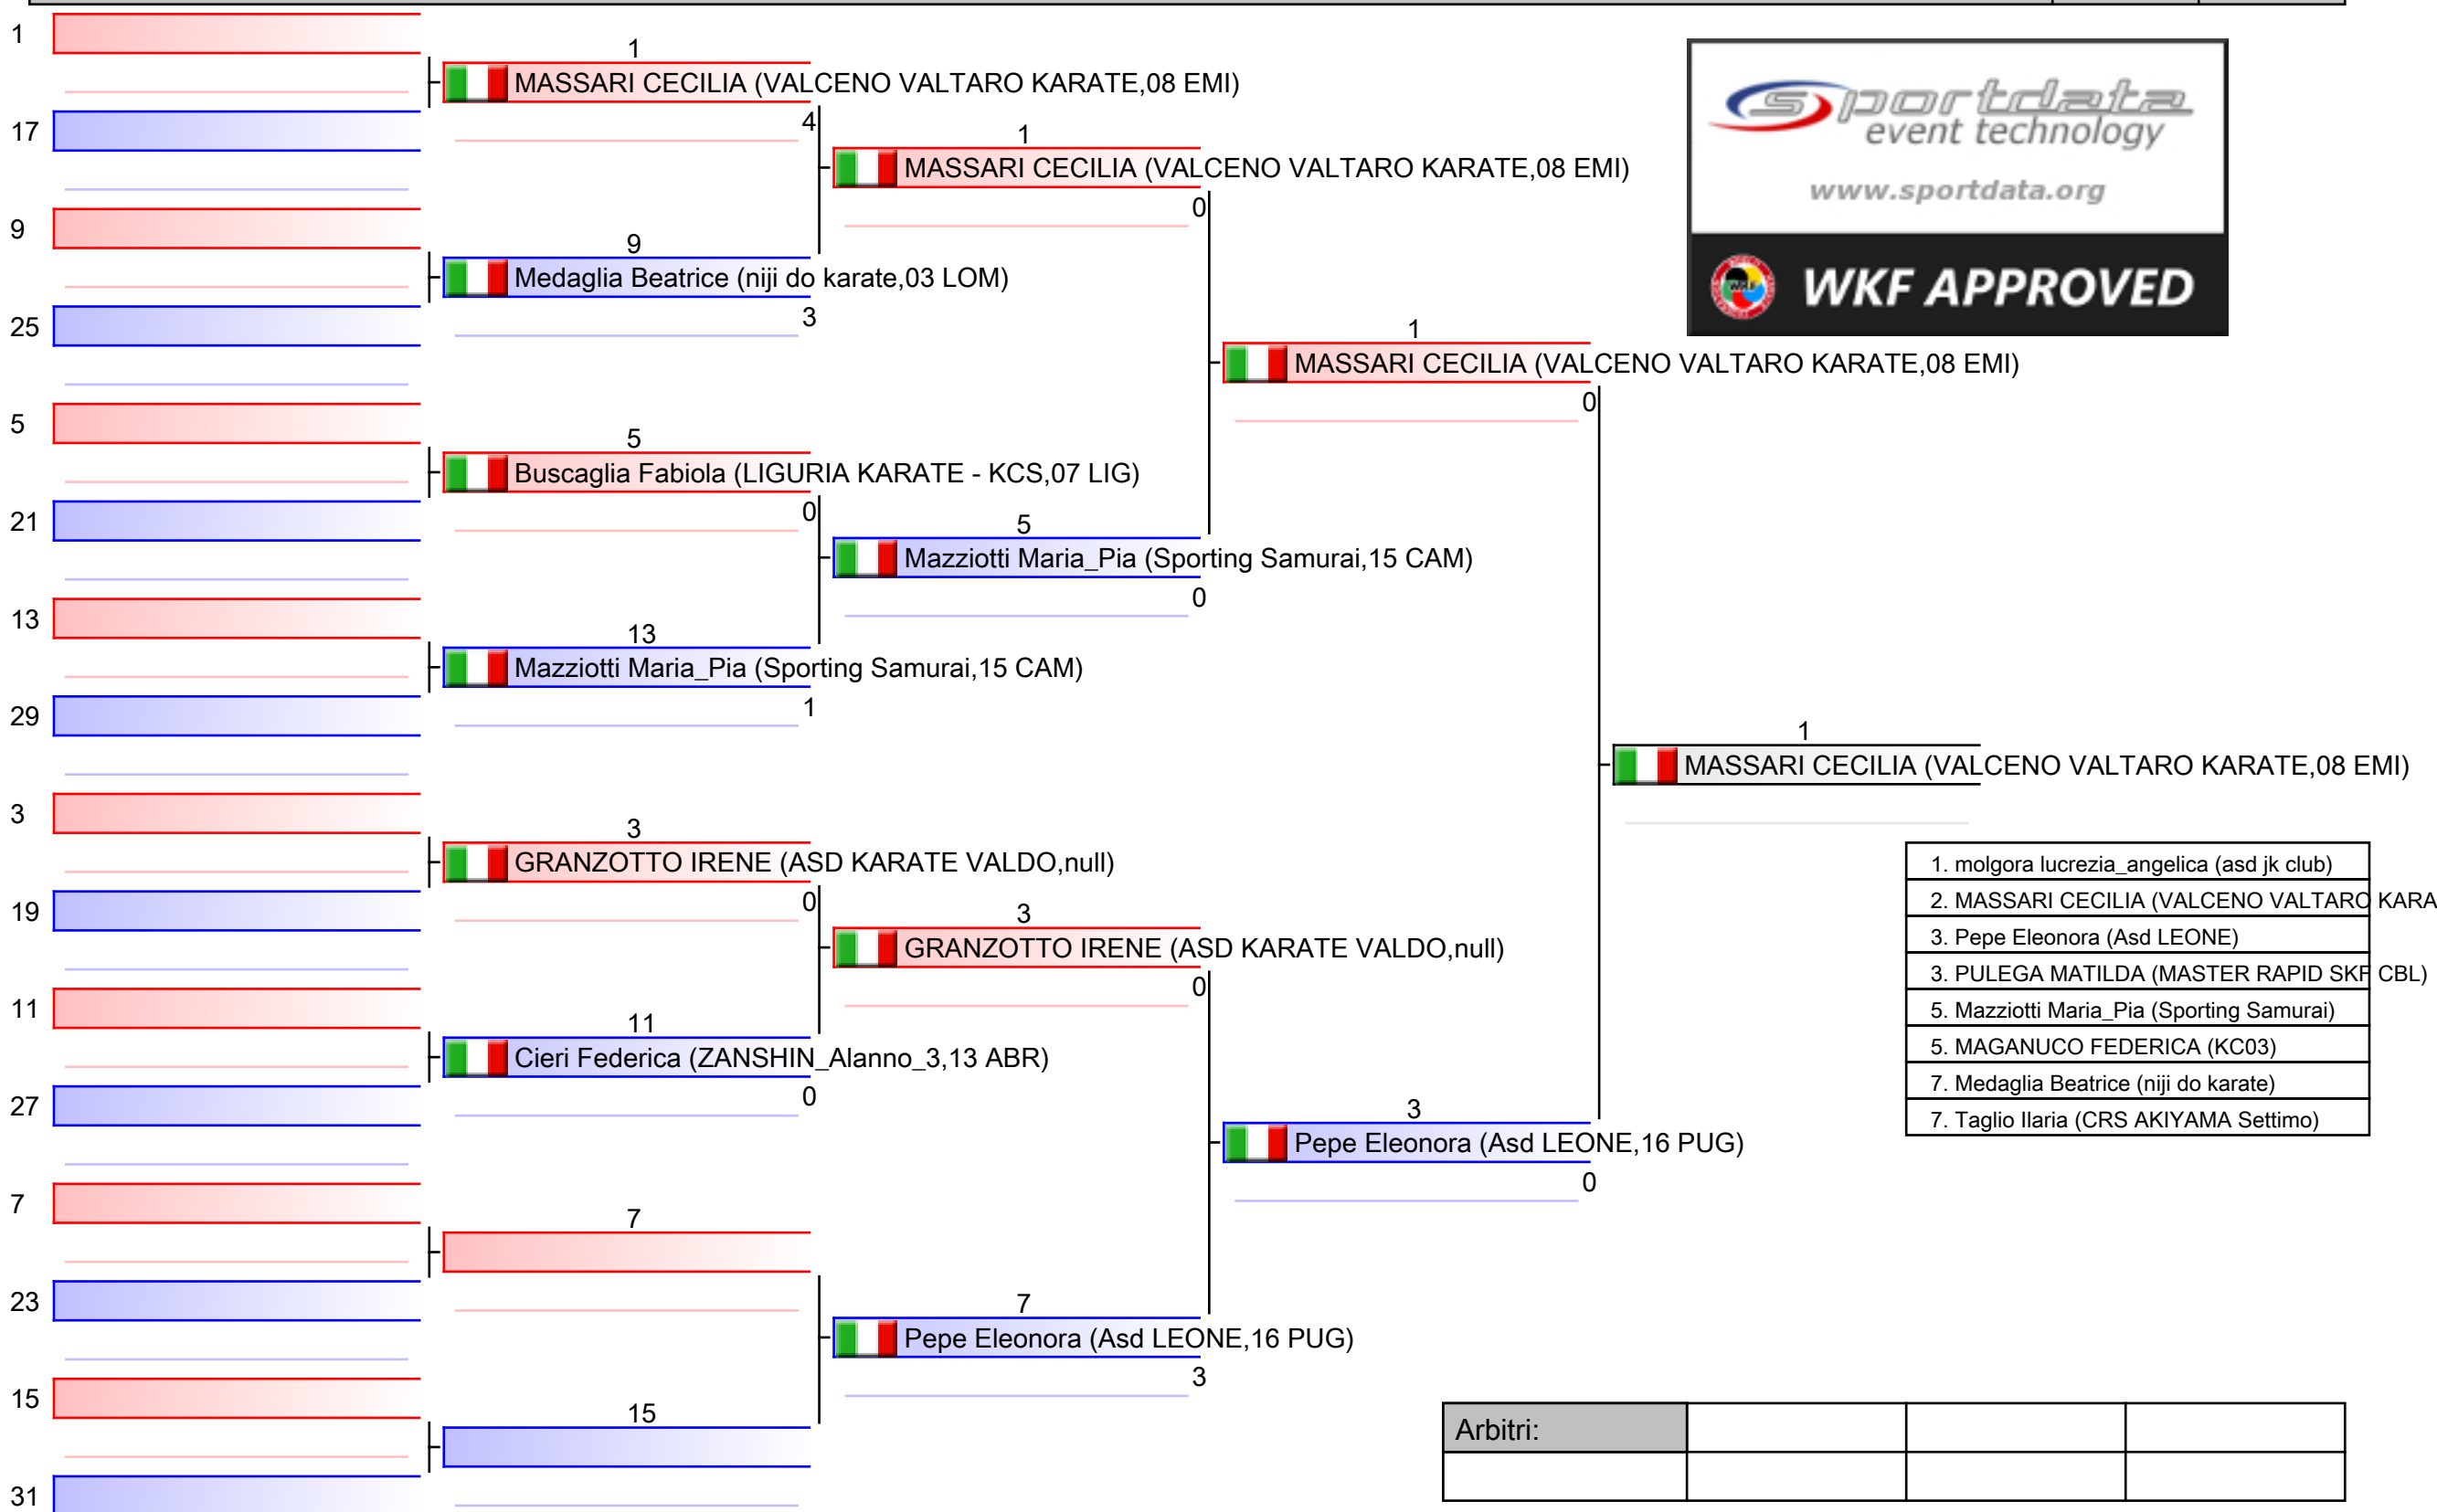 1
17
9
25
5
21
13
29
3
19
11
27
7
23
15
31
1
MASSARI CECILIA (VALCENO VALTARO KARATE,08 EMI)
4
9
Medaglia Beatrice (niji do karate,03 LOM)
3
5
Buscaglia Fabiola (LIGURIA KARATE - KCS,07 LIG)
0
13
Mazziotti Maria_Pia (Sporting Samurai,15 CAM)
1
3
GRANZOTTO IRENE (ASD KARATE VALDO,null)
0
11
Cieri Federica (ZANSHIN_Alanno_3,13 ABR)
0
7
15
1
MASSARI CECILIA (VALCENO VALTARO KARATE,08 EMI)
0
5
Mazziotti Maria_Pia (Sporting Samurai,15 CAM)
0
3
GRANZOTTO IRENE (ASD KARATE VALDO,null)
0
7
Pepe Eleonora (Asd LEONE,16 PUG)
3
1
MASSARI CECILIA (VALCENO VALTARO KARATE,08 EMI)
0
3
Pepe Eleonora (Asd LEONE,16 PUG)
0
1
MASSARI CECILIA (VALCENO VALTARO KARATE,08 EMI)
sportdata
event technology
www.sportdata.org
WKF
WKF APPROVED
1. molgora lucrezia_angelica (asd jk club)
2. MASSARI CECILIA (VALCENO VALTARO KARA
3. Pepe Eleonora (Asd LEONE)
3. PULEGA MATILDA (MASTER RAPID SKF CBL)
5. Mazziotti Maria_Pia (Sporting Samurai)
5. MAGANUCO FEDERICA (KC03)
7. Medaglia Beatrice (niji do karate)
7. Taglio Ilaria (CRS AKIYAMA Settimo)
Arbitri: